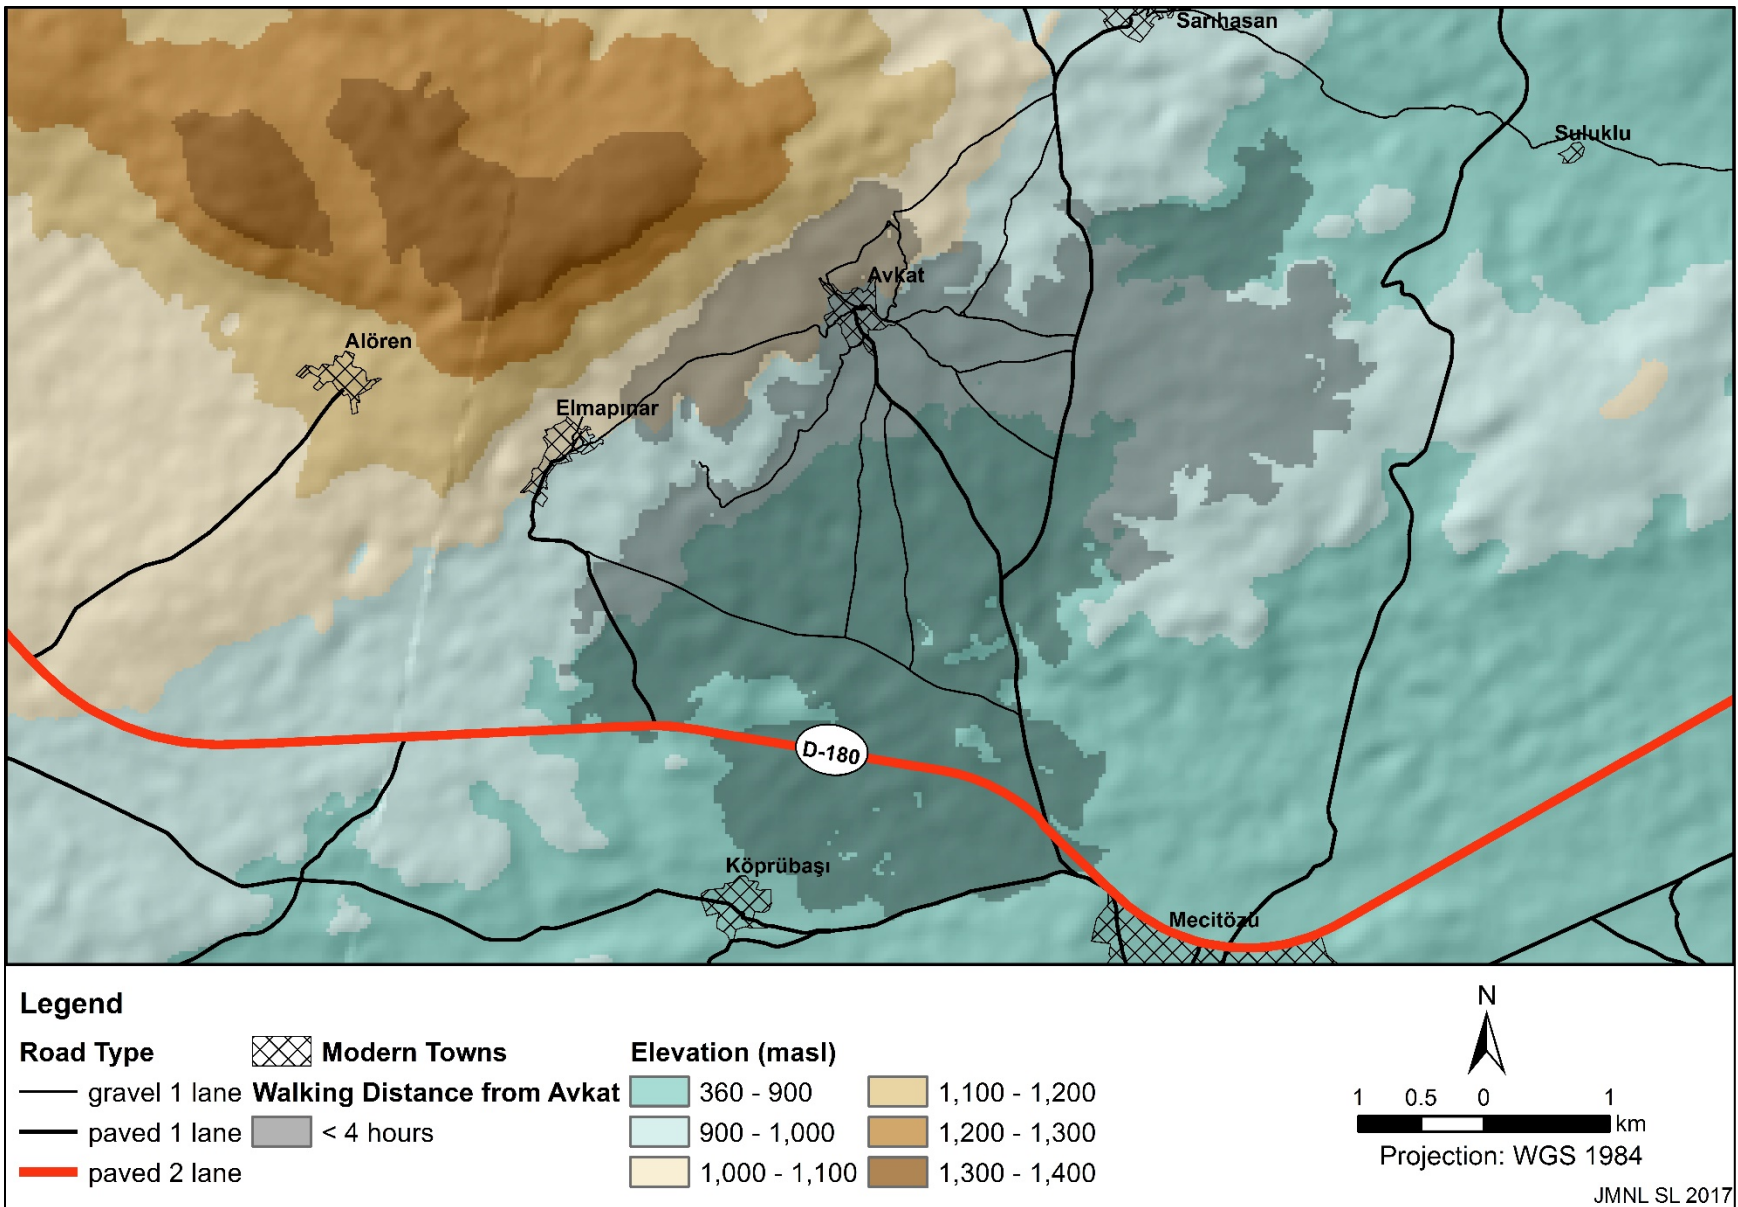 Sarıhasan
Suluklu
Avkat
Alören
Elmapınar
D-180
Köprübaşı
Mecitözü
Legend
Road Type
gravel 1 lane
paved 1 lane
paved 2 lane
Modern Towns
Walking Distance from Avkat
< 4 hours
Elevation (masl)
360 - 900
900 - 1,000
1,000 - 1,100
1,100 - 1,200
1,200 - 1,300
1,300 - 1,400
N
1 0.5 0 1
km
Projection: WGS 1984
JMNL SL 2017